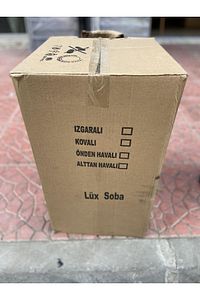 IZGARALI
KOVALI
ÖNDEN HAVALI
ALTTAN HAVALI
Lüx Soba